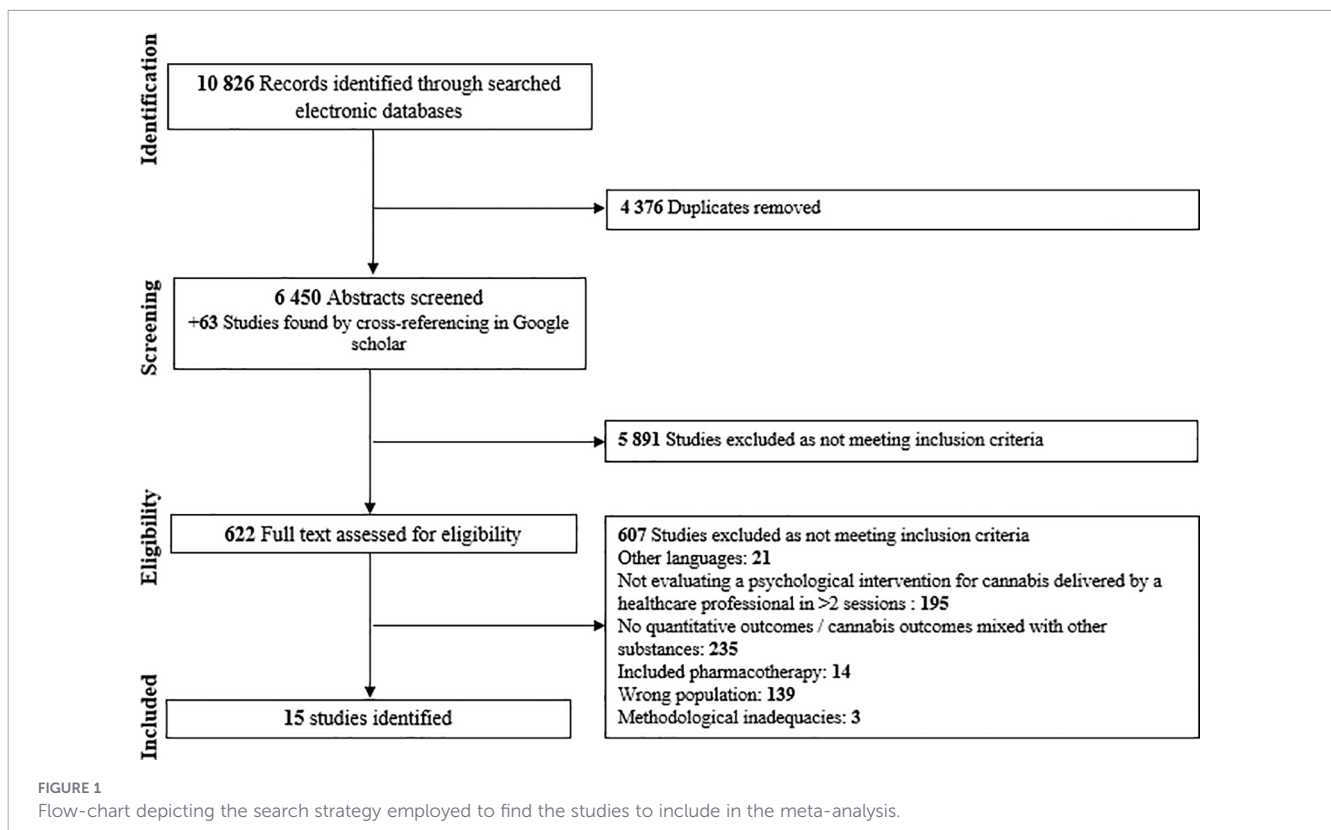 Identification
10 826 Records identified through searched
electronic databases
4 376 Duplicates removed
Screening
6 450 Abstracts screened
+63 Studies found by cross-referencing in Google
scholar
5 891 Studies excluded as not meeting inclusion criteria
Eligibility
622 Full text assessed for eligibility
607 Studies excluded as not meeting inclusion criteria
Other languages: 21
Not evaluating a psychological intervention for cannabis delivered by a
healthcare professional in >2 sessions : 195
No quantitative outcomes / cannabis outcomes mixed with other
substances: 235
Included pharmacotherapy: 14
Wrong population: 139
Methodological inadequacies: 3
Included
15 studies identified
FIGURE 1
Flow-chart depicting the search strategy employed to find the studies to include in the meta-analysis.